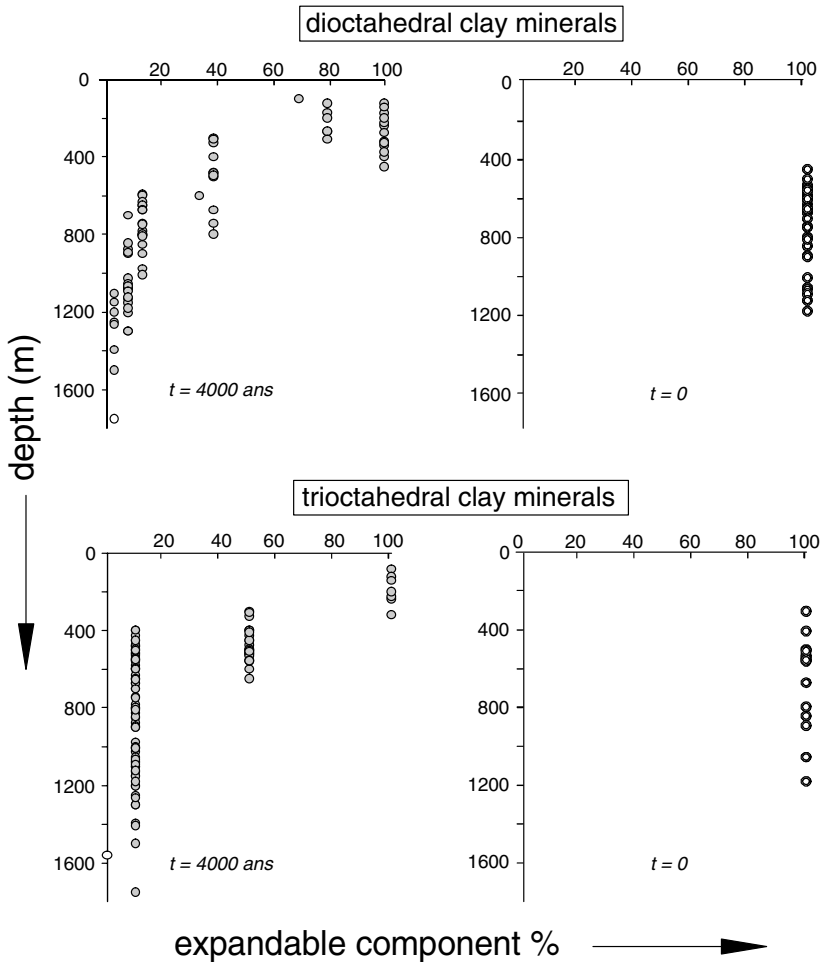 dioctahedral clay minerals
20 40 60 80 100
0
400
800
1200
1600
t = 4000 ans
20 40 60 80 100
0
400
800
1200
1600
t = 0
depth (m)
trioctahedral clay minerals
20 40 60 80 100
0
400
800
1200
1600
t = 4000 ans
0 20 40 60 80 100
0
400
800
1200
1600
t = 0
expandable component %